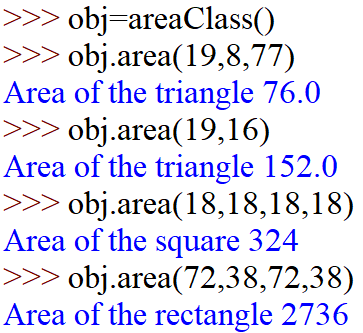 >>> obj=areaClass()
>>> obj.area(19,8,77)
Area of the triangle 76.0
>>> obj.area(19,16)
Area of the triangle 152.0
>>> obj.area(18,18,18,18)
Area of the square 324
>>> obj.area(72,38,72,38)
Area of the rectangle 2736